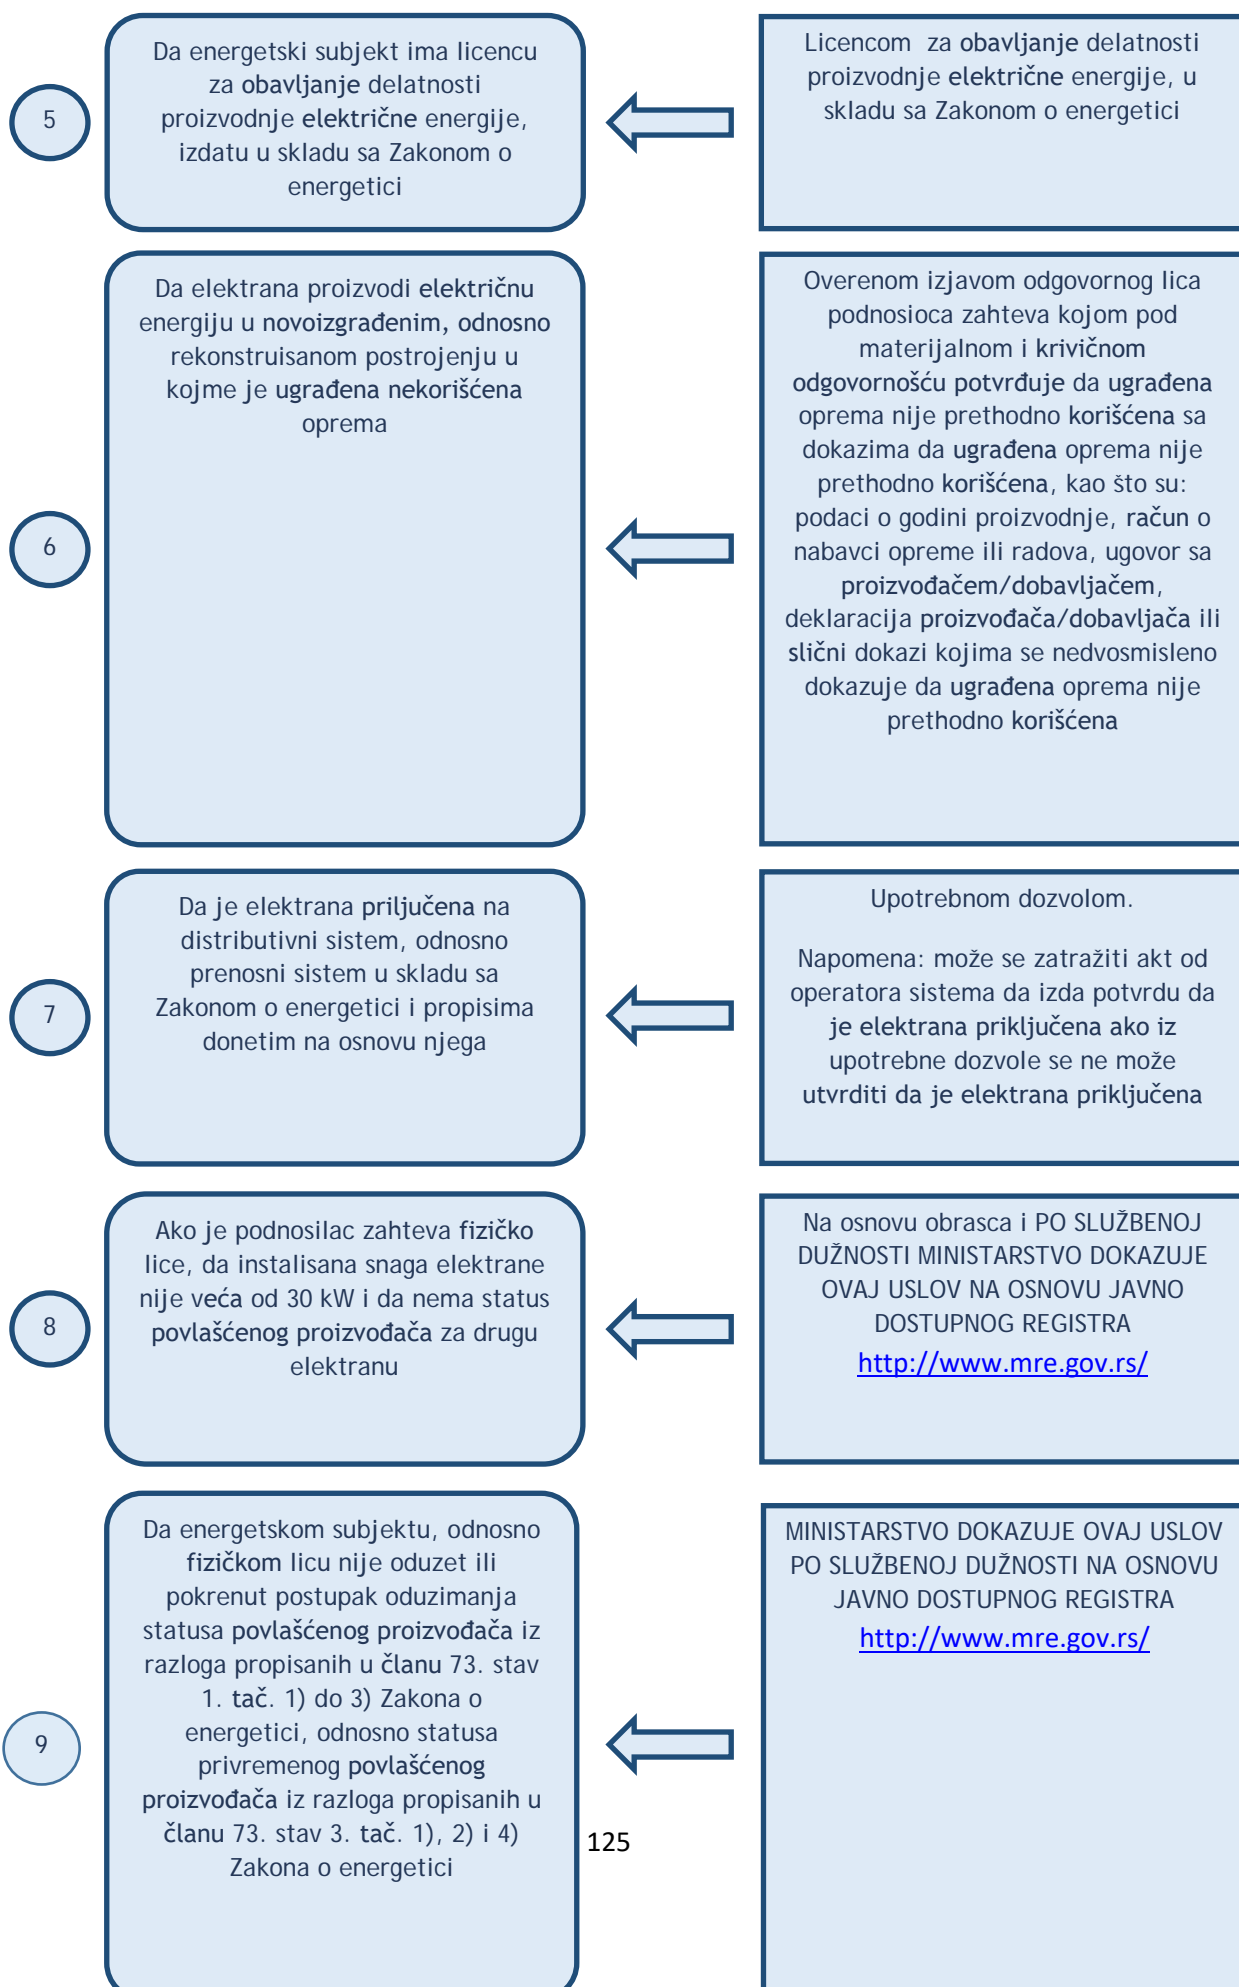 5
Da energetski subjekt ima licencu
za obavljanje delatnosti
proizvodnje električne energije,
izdatu u skladu sa Zakonom o
energetici
Licencom  za obavljanje delatnosti
proizvodnje električne energije, u
skladu sa Zakonom o energetici
6
Da elektrana proizvodi električnu
energiju u novoizgrađenim, odnosno
rekonstruisanom postrojenju u
kojme je ugrađena nekorišćena
oprema
Overenom izjavom odgovornog lica
podnosioca zahteva kojom pod
materijalnom i krivičnom
odgovornošću potvrđuje da ugrađena
oprema nije prethodno korišćena sa
dokazima da ugrađena oprema nije
prethodno korišćena, kao što su:
podaci o godini proizvodnje, račun o
nabavci opreme ili radova, ugovor sa
proizvođačem/dobavljačem,
deklaracija proizvođača/dobavljača ili
slični dokazi kojima se nedvosmisleno
dokazuje da ugrađena oprema nije
prethodno korišćena
7
Da je elektrana priljučena na
distributivni sistem, odnosno
prenosni sistem u skladu sa
Zakonom o energetici i propisima
donetim na osnovu njega
Upotrebnom dozvolom.
Napomena: može se zatražiti akt od
operatora sistema da izda potvrdu da
je elektrana priključena ako iz
upotrebne dozvole se ne može
utvrditi da je elektrana priključena
8
Ako je podnosilac zahteva fizičko
lice, da instalisana snaga elektrane
nije veća od 30 kW i da nema status
povlašćenog proizvođača za drugu
elektranu
Na osnovu obrasca i PO SLUŽBENOJ
DUŽNOSTI MINISTARSTVO DOKAZUJE
OVAJ USLOV NA OSNOVU JAVNO
DOSTUPNOG REGISTRA
http://www.mre.gov.rs/
9
Da energetskom subjektu, odnosno
fizičkom licu nije oduzet ili
pokrenut postupak oduzimanja
statusa povlašćenog proizvođača iz
razloga propisanih u članu 73. stav
1. tač. 1) do 3) Zakona o
energetici, odnosno statusa
privremenog povlašćenog
proizvođača iz razloga propisanih u
članu 73. stav 3. tač. 1), 2) i 4)
Zakona o energetici
MINISTARSTVO DOKAZUJE OVAJ USLOV
PO SLUŽBENOJ DUŽNOSTI NA OSNOVU
JAVNO DOSTUPNOG REGISTRA
http://www.mre.gov.rs/
125